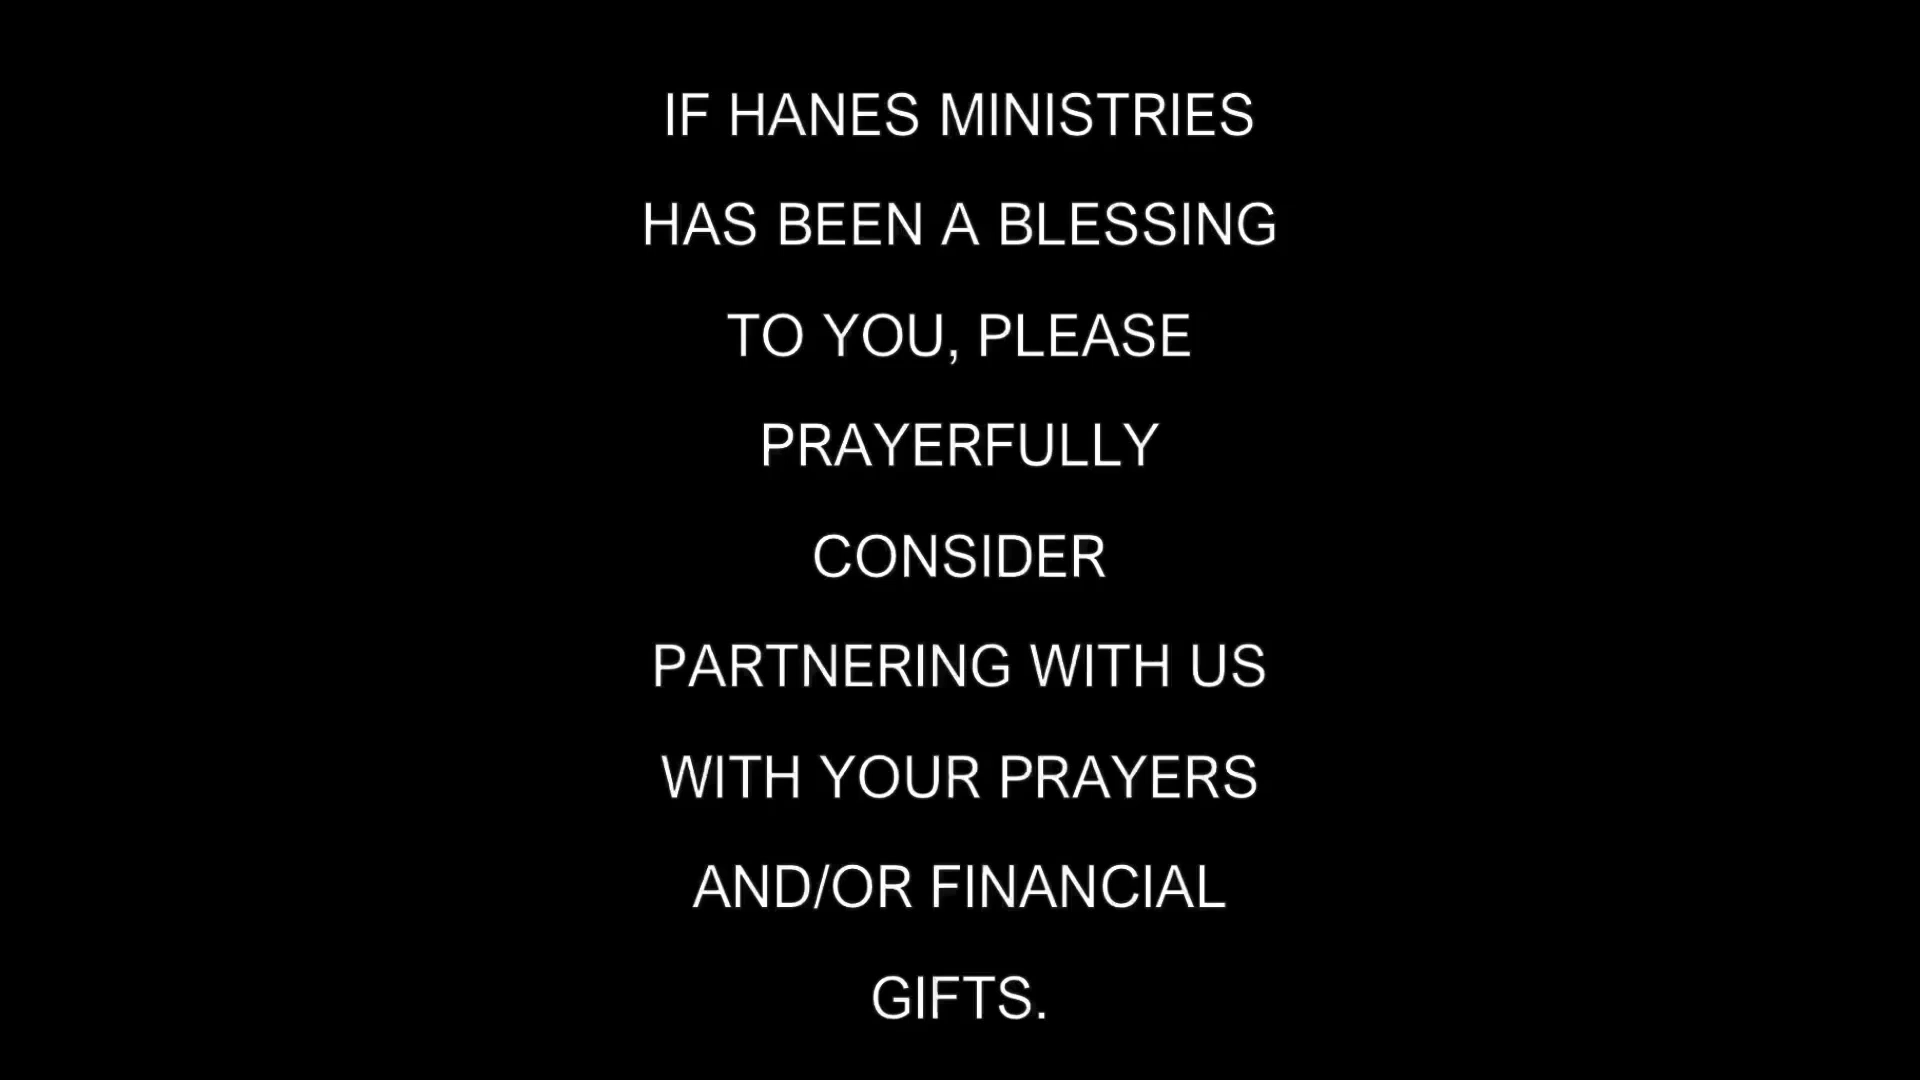 IF HANES MINISTRIES
HAS BEEN A BLESSING
TO YOU, PLEASE
PRAYERFULLY
CONSIDER
PARTNERING WITH US
WITH YOUR PRAYERS
AND/OR FINANCIAL
GIFTS.